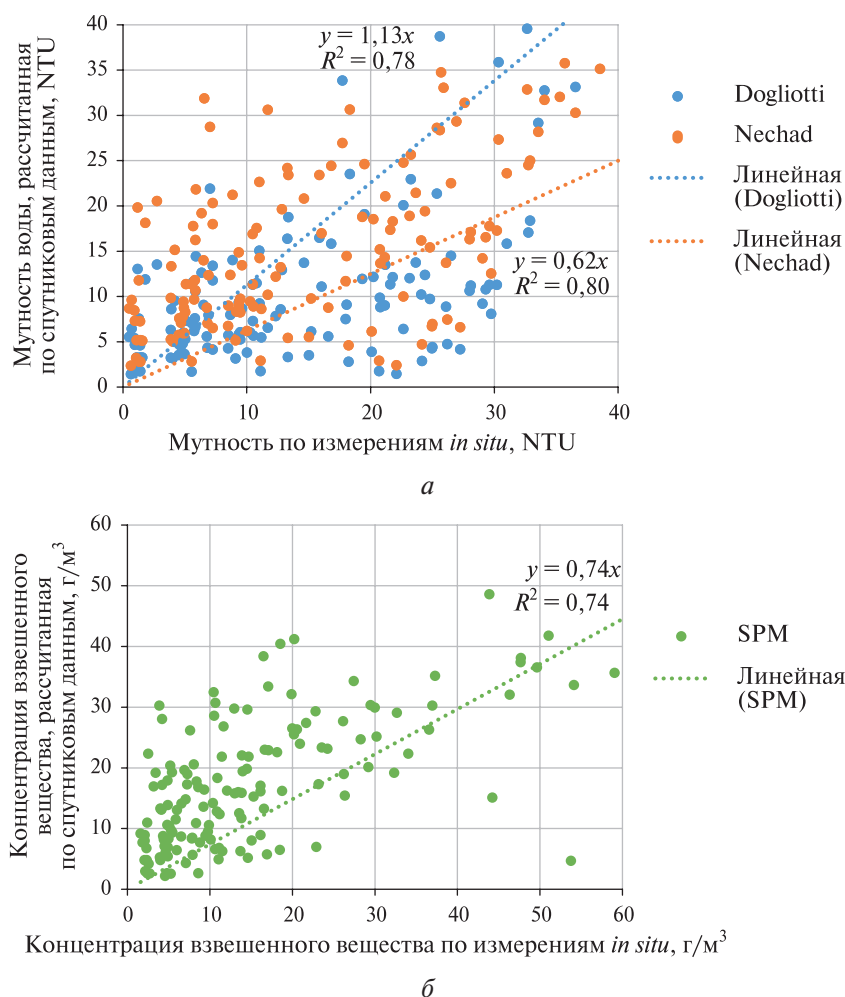 Мутность воды, рассчитанная
по спутниковым данным, NTU
40
35
30
25
20
15
10
5
0
y = 1,13x
R² = 0,78
y = 0,62x
R² = 0,80
0 10 20 30 40
Мутность по измерениям in situ, NTU
Dogliotti
Nechad
Линейная
(Dogliotti)
Линейная
(Nechad)
а
Концентрация взвешенного
вещества, рассчитанная
по спутниковым данным, г/м³
60
50
40
30
20
10
0
y = 0,74x
R² = 0,74
0 10 20 30 40 50 60
Концентрация взвешенного вещества по измерениям in situ, г/м³
SPM
Линейная
(SPM)
б